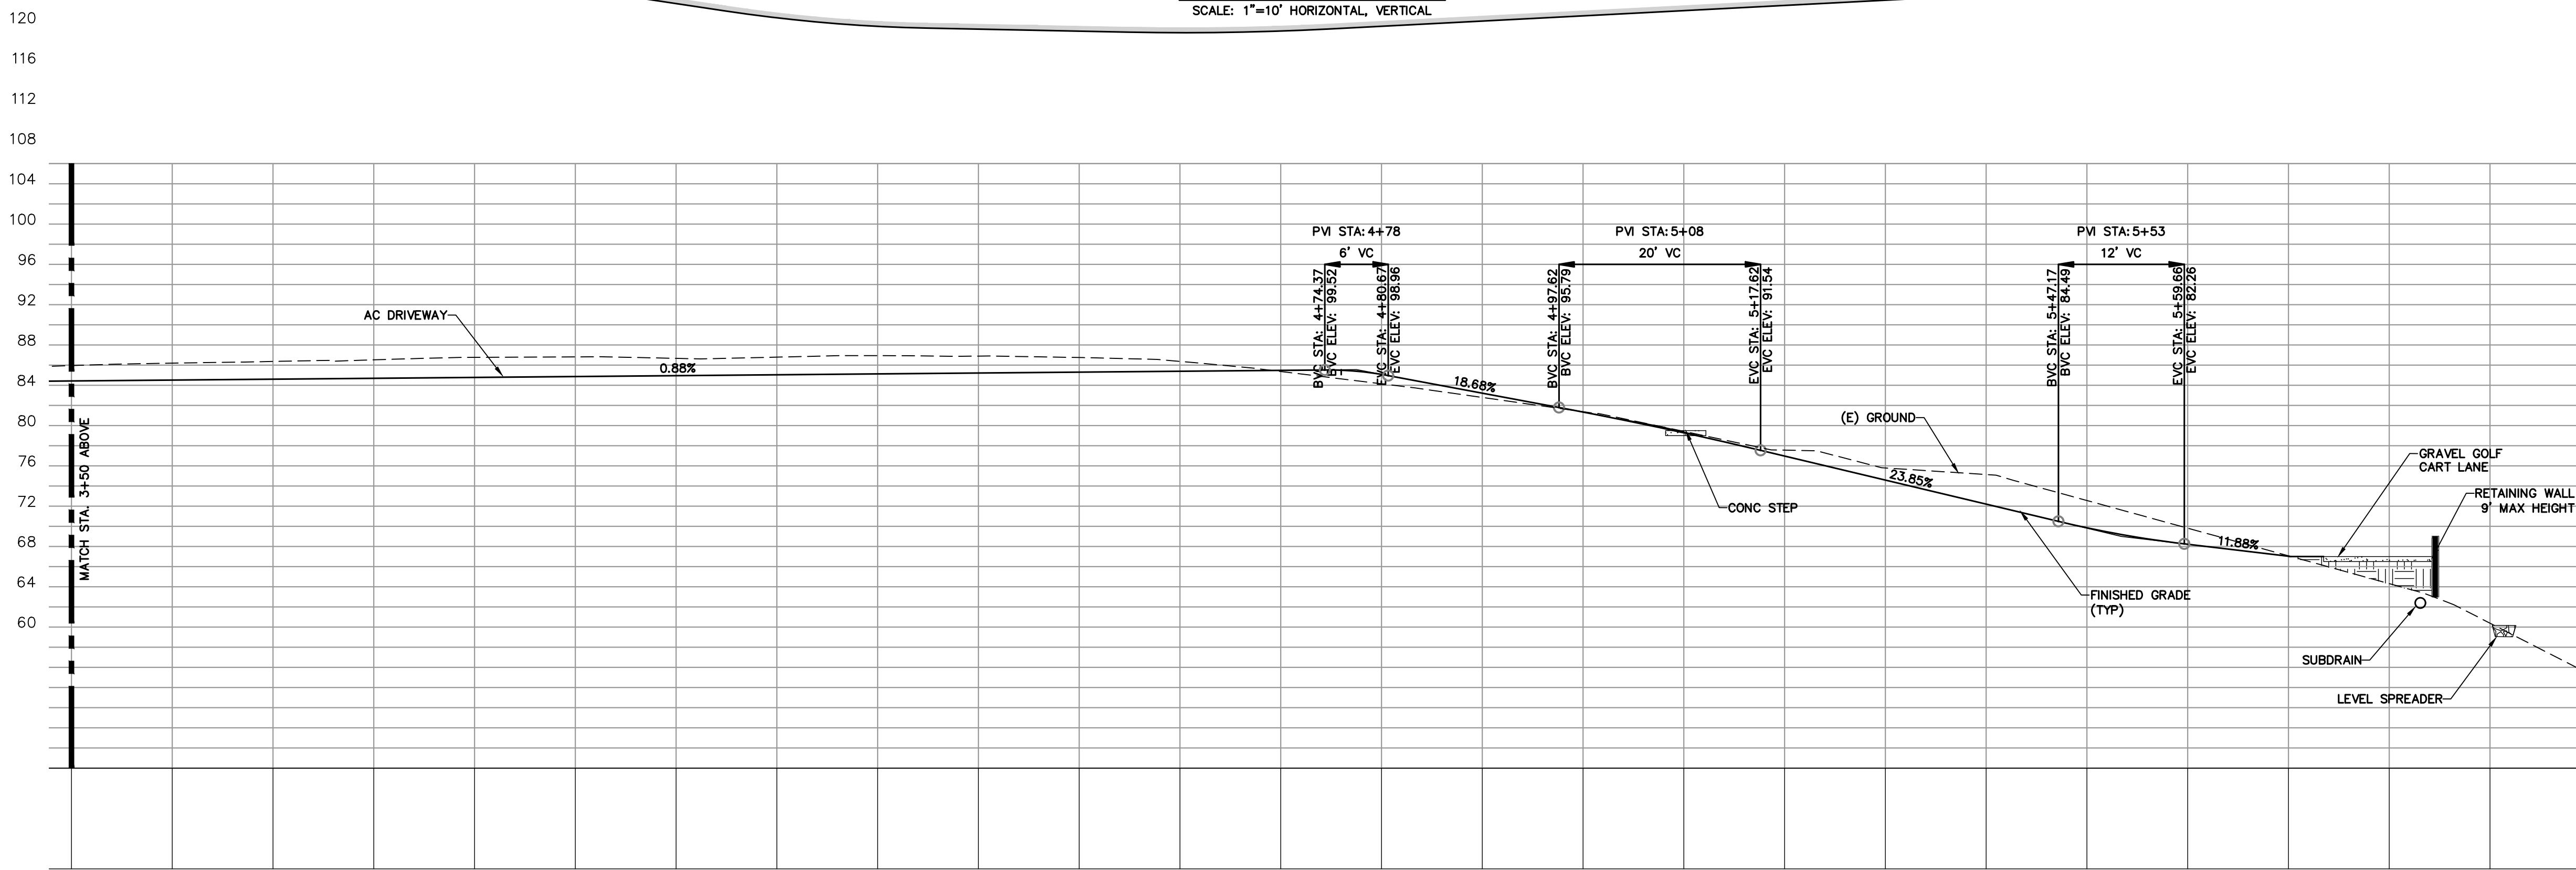 SCALE: 1"=10' HORIZONTAL, VERTICAL
120
116
112
108
104
100
96
92
88
84
80
76
72
68
64
60
MATCH STA. 3+50 ABOVE
AC DRIVEWAY
0.88%
PVI STA: 4+78
6' VC
BVC STA: 4+74.37
BVC ELEV: 99.52
EVC STA: 4+80.67
EVC ELEV: 98.96
18.68%
PVI STA: 5+08
20' VC
BVC STA: 4+97.62
BVC ELEV: 95.79
EVC STA: 5+17.62
EVC ELEV: 91.54
CONC STEP
(E) GROUND
23.85%
PVI STA: 5+53
12' VC
BVC STA: 5+47.17
BVC ELEV: 84.49
EVC STA: 5+59.66
EVC ELEV: 82.26
11.88%
FINISHED GRADE
(TYP)
GRAVEL GOLF
CART LANE
RETAINING WALL
9' MAX HEIGHT
SUBDRAIN
LEVEL SPREADER